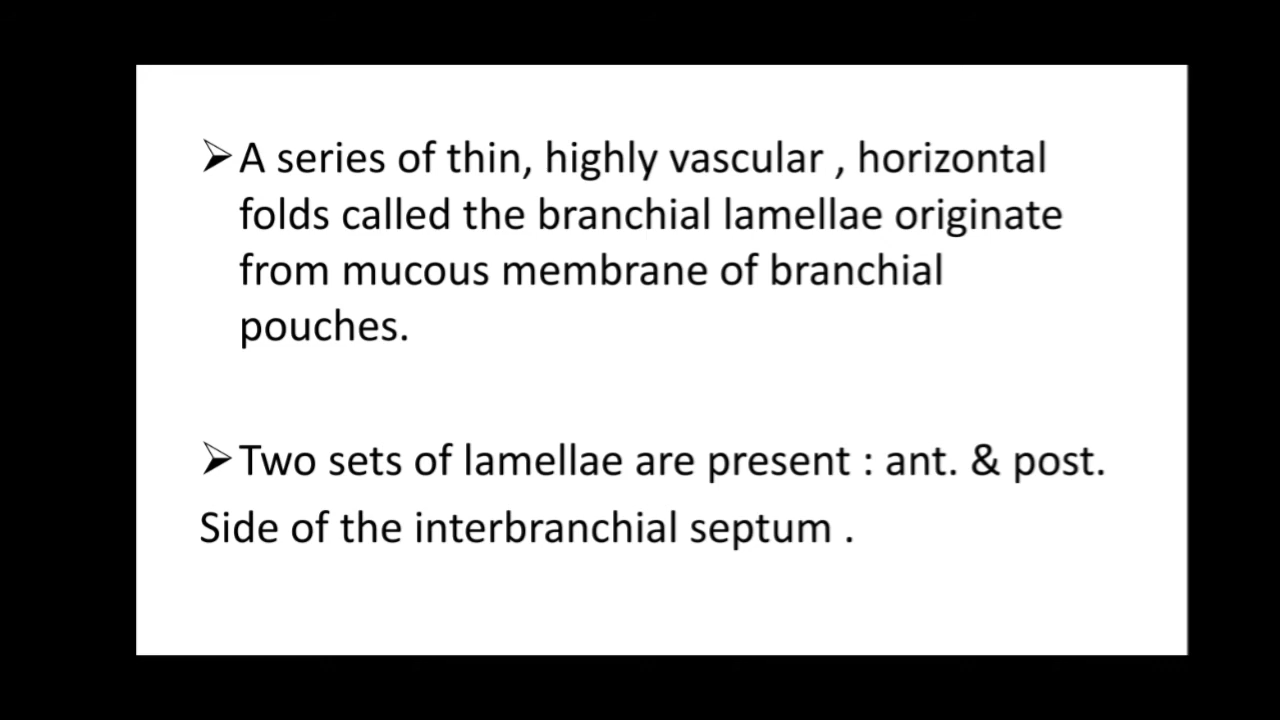 ➢A series of thin, highly vascular , horizontal
folds called the branchial lamellae originate
from mucous membrane of branchial
pouches.
➢Two sets of lamellae are present : ant. & post.
Side of the interbranchial septum .